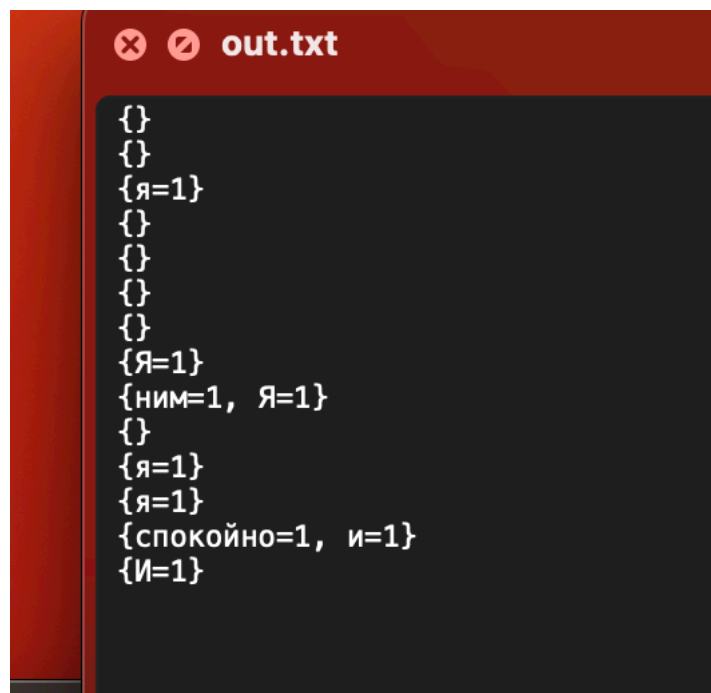 out.txt
{}
{}
{я=1}
{}
{}
{}
{}
{Я=1}
{ним=1, Я=1}
{}
{я=1}
{я=1}
{спокойно=1, и=1}
{И=1}